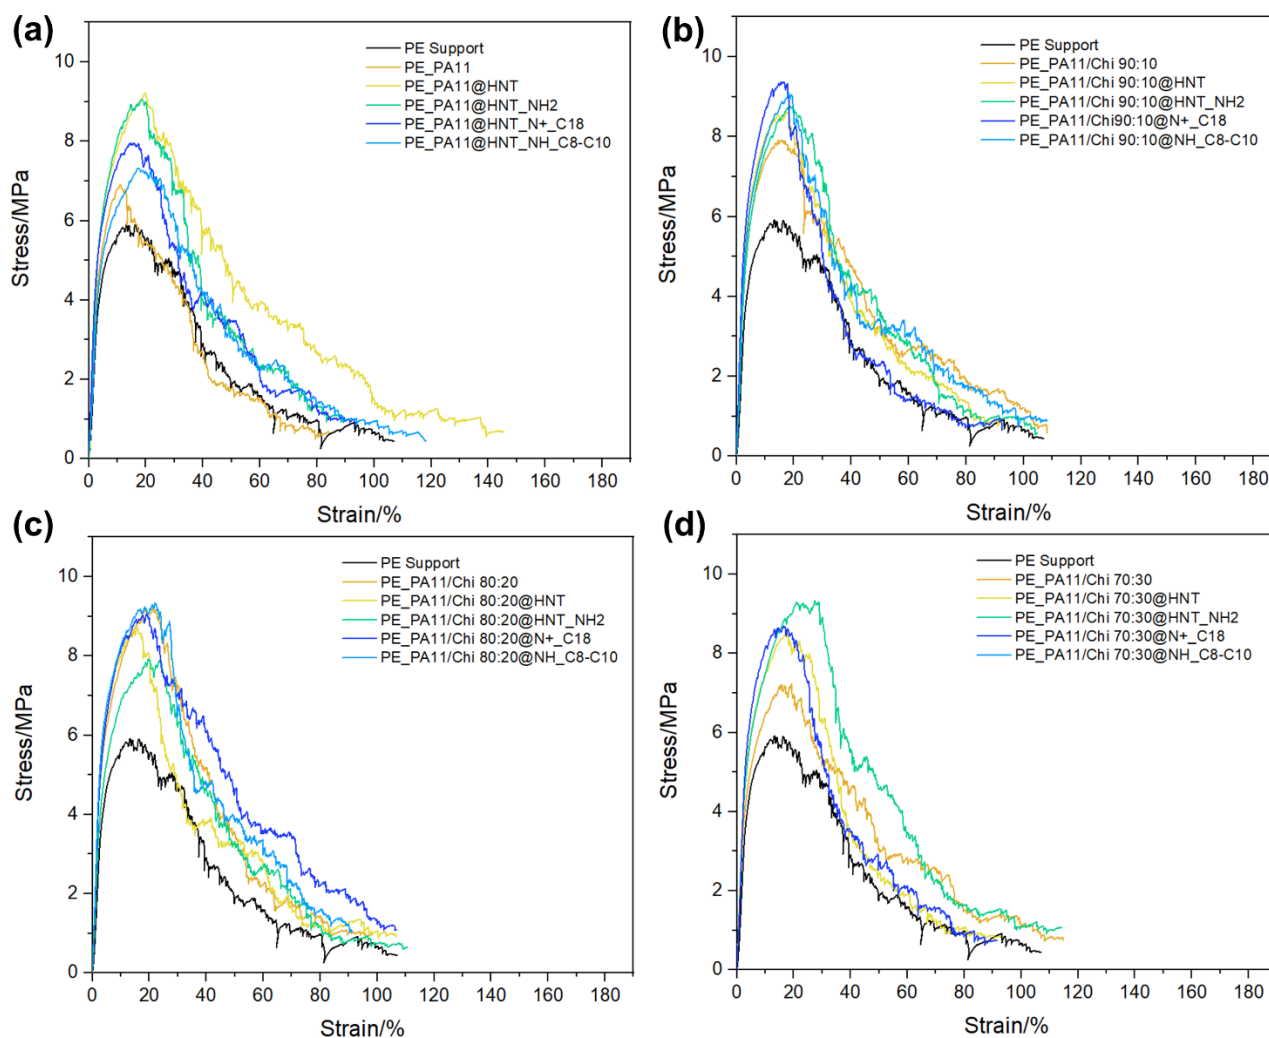 (a)
PE Support
PE_PA11
PE_PA11@HNT
PE_PA11@HNT_NH2
PE_PA11@HNT_N+_C18
PE_PA11@HNT_NH_C8-C10
Stress/MPa
10
8
6
4
2
0
0 20 40 60 80 100 120 140 160 180
Strain/%
(b)
PE Support
PE_PA11/Chi 90:10
PE_PA11/Chi 90:10@HNT
PE_PA11/Chi 90:10@HNT_NH2
PE_PA11/Chi90:10@N+_C18
PE_PA11/Chi 90:10@NH_C8-C10
Stress/MPa
10
8
6
4
2
0
0 20 40 60 80 100 120 140 160 180
Strain/%
(c)
PE Support
PE_PA11/Chi 80:20
PE_PA11/Chi 80:20@HNT
PE_PA11/Chi 80:20@HNT_NH2
PE_PA11/Chi 80:20@N+_C18
PE_PA11/Chi 80:20@NH_C8-C10
Stress/MPa
10
8
6
4
2
0
0 20 40 60 80 100 120 140 160 180
Strain/%
(d)
PE Support
PE_PA11/Chi 70:30
PE_PA11/Chi 70:30@HNT
PE_PA11/Chi 70:30@HNT_NH2
PE_PA11/Chi 70:30@N+_C18
PE_PA11/Chi 70:30@NH_C8-C10
Stress/MPa
10
8
6
4
2
0
0 20 40 60 80 100 120 140 160 180
Strain/%